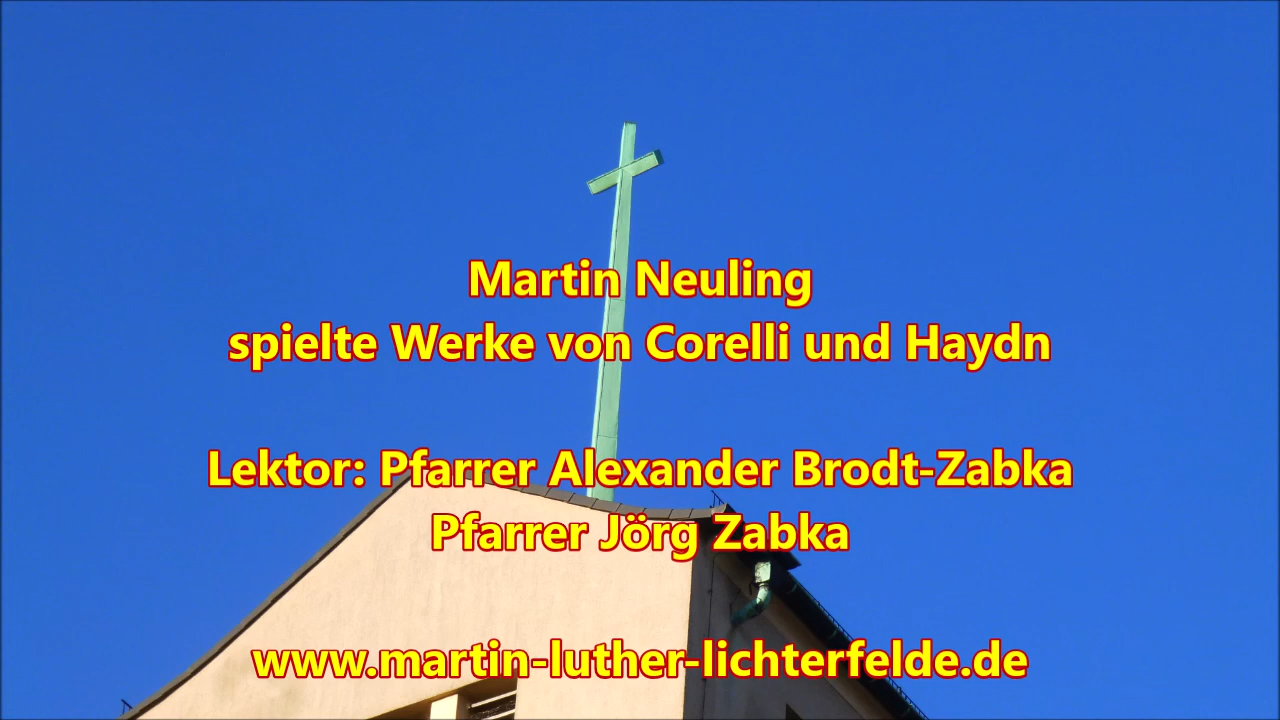 Martin Neuling
spielte Werke von Corelli und Haydn
Lektor: Pfarrer Alexander Brodt-Zabka
Pfarrer Jörg Zabka
www.martin-luther-lichterfelde.de